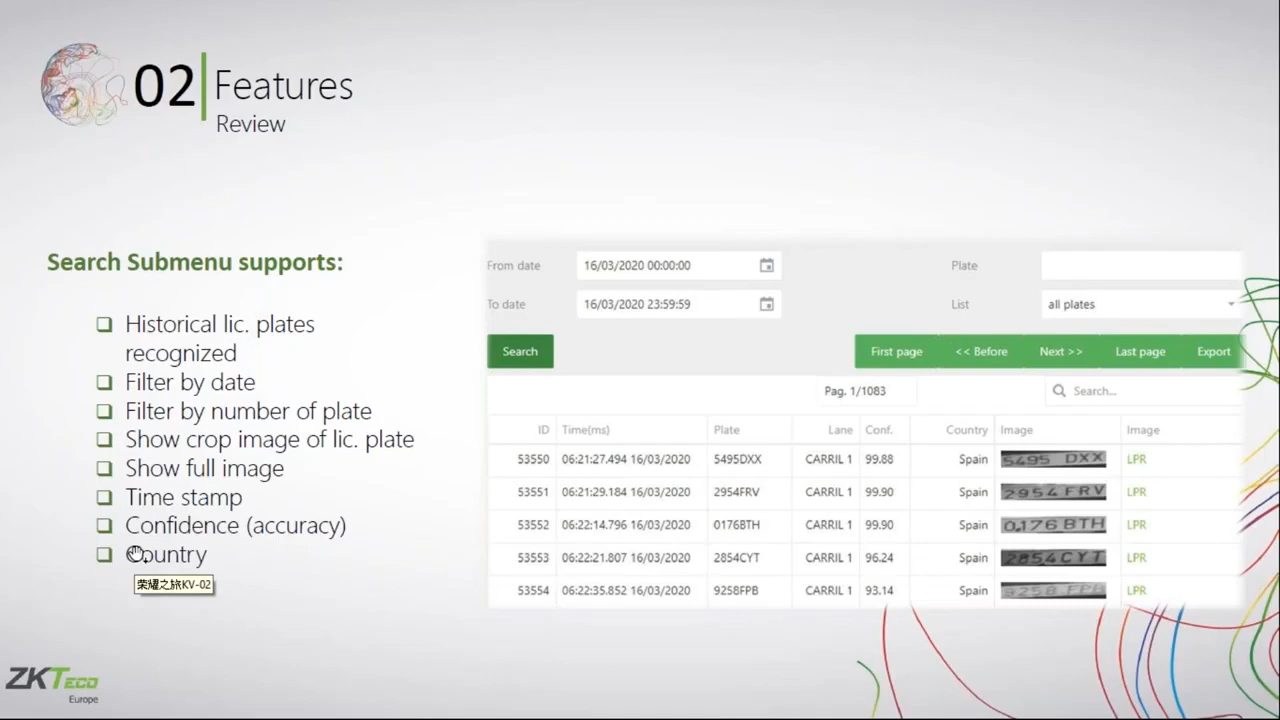 02
Features
Review
Search Submenu supports:
Historical lic. plates
recognized
Filter by date
Filter by number of plate
Show crop image of lic. plate
Show full image
Time stamp
Confidence (accuracy)
Country
荣耀之旅KV-02
From date 16/03/2020 00:00:00 Plate
To date 16/03/2020 23:59:59 List all plates
Search First page << Before Next >> Last page Export
Pag. 1/1083 Search...
ID Time(ms) Plate Lane Conf. Country Image Image
53550 06:21:27.494 16/03/2020 5495DXX CARRIL 1 99.88 Spain 5495 DXX LPR
53551 06:21:29.184 16/03/2020 2954FRV CARRIL 1 99.90 Spain 2954 FRV LPR
53552 06:22:14.796 16/03/2020 0176BTH CARRIL 1 99.90 Spain 0176 BTH LPR
53553 06:22:21.807 16/03/2020 2854CYT CARRIL 1 96.24 Spain 2854CYT LPR
53554 06:22:35.852 16/03/2020 9258FPB CARRIL 1 93.14 Spain 9258 FPB LPR
ZKTeco
Europe